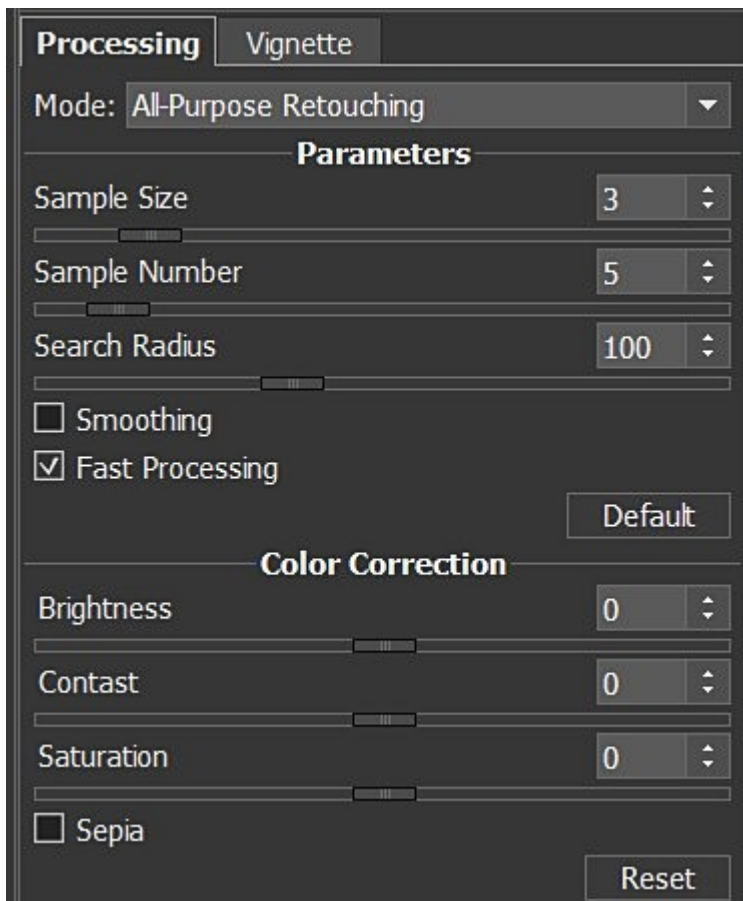 Processing Vignette
Mode: All-Purpose Retouching
Parameters
Sample Size 3
Sample Number 5
Search Radius 100
Smoothing
Fast Processing
Default
Color Correction
Brightness 0
Contast 0
Saturation 0
Sepia
Reset